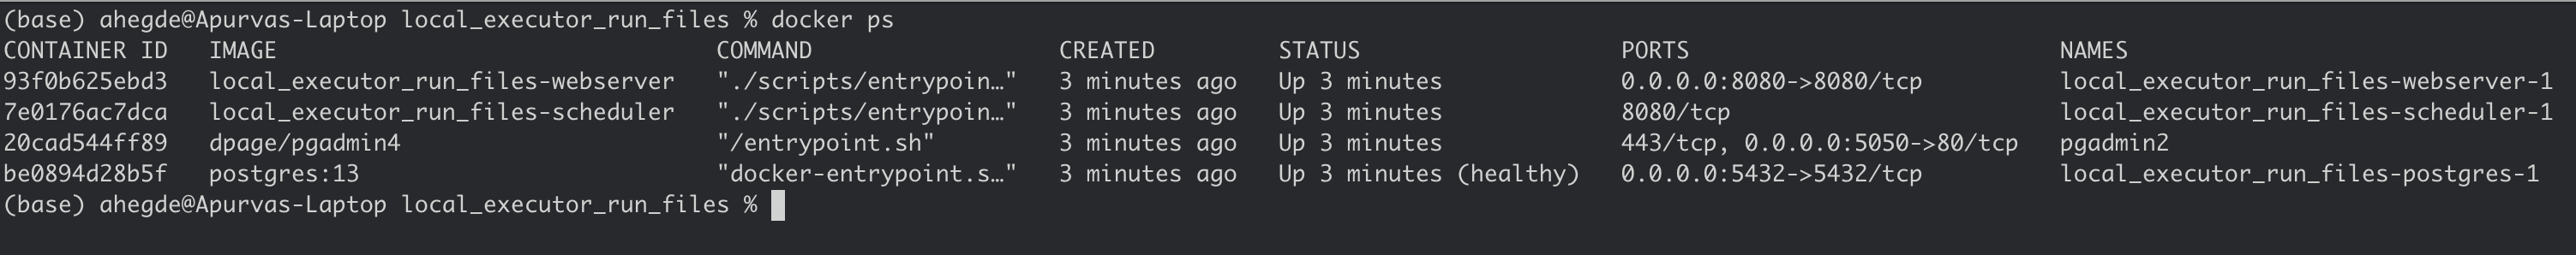 (base) ahegde@Apurvas-Laptop local_executor_run_files % docker ps
CONTAINER ID   IMAGE                                COMMAND                  CREATED         STATUS                   PORTS                           NAMES
93f0b625ebd3   local_executor_run_files-webserver   "./scripts/entrypoin…"   3 minutes ago   Up 3 minutes             0.0.0.0:8080->8080/tcp          local_executor_run_files-webserver-1
7e0176ac7dca   local_executor_run_files-scheduler   "./scripts/entrypoin…"   3 minutes ago   Up 3 minutes             8080/tcp                        local_executor_run_files-scheduler-1
20cad544ff89   dpage/pgadmin4                       "/entrypoint.sh"         3 minutes ago   Up 3 minutes             443/tcp, 0.0.0.0:5050->80/tcp   pgadmin2
be0894d28b5f   postgres:13                          "docker-entrypoint.s…"   3 minutes ago   Up 3 minutes (healthy)   0.0.0.0:5432->5432/tcp          local_executor_run_files-postgres-1
(base) ahegde@Apurvas-Laptop local_executor_run_files %